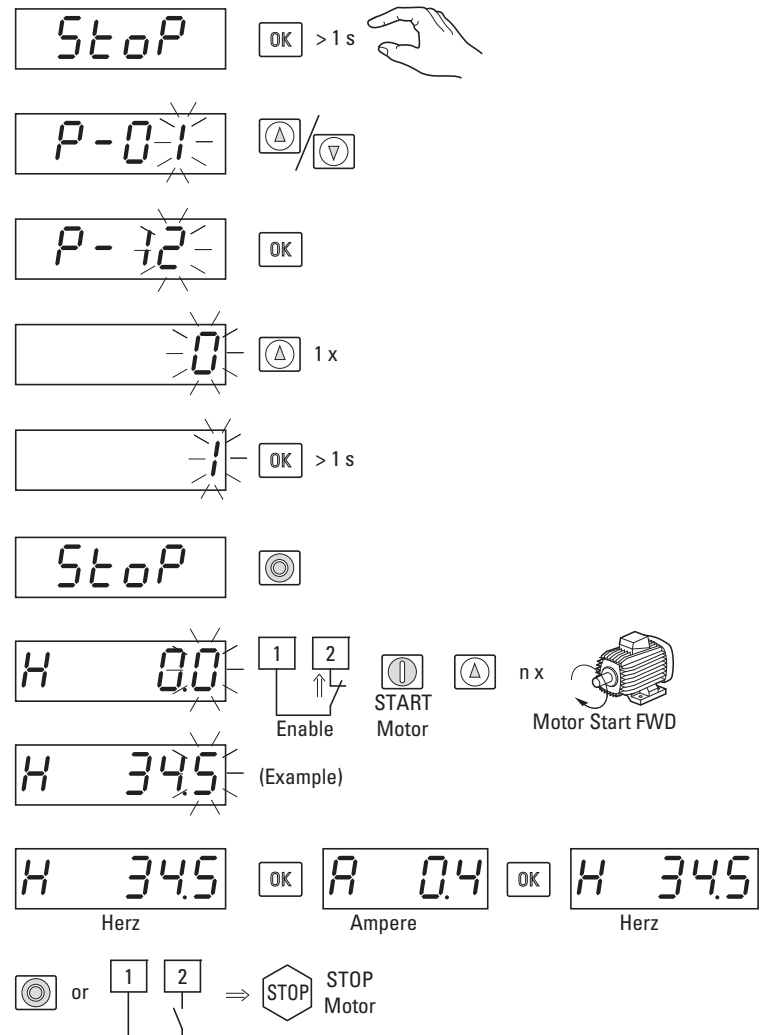 StoP OK > 1 s
P-01
P-12 OK
0 1 x
1 OK > 1 s
StoP
H 0.0 1 2 n x
START
Enable Motor Motor Start FWD
H 34.5 (Example)
H 34.5 OK A 0.4 OK H 34.5
Herz Ampere Herz
or 1 2 ⇒ STOP STOP
Motor